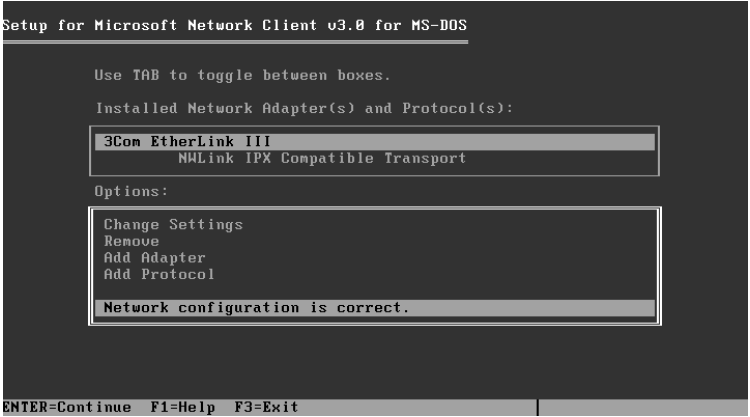 Setup for Microsoft Network Client v3.0 for MS-DOS
Use TAB to toggle between boxes.
Installed Network Adapter(s) and Protocol(s):
3Com EtherLink III
NWLink IPX Compatible Transport
Options:
Change Settings
Remove
Add Adapter
Add Protocol
Network configuration is correct.
ENTER=Continue F1=Help F3=Exit